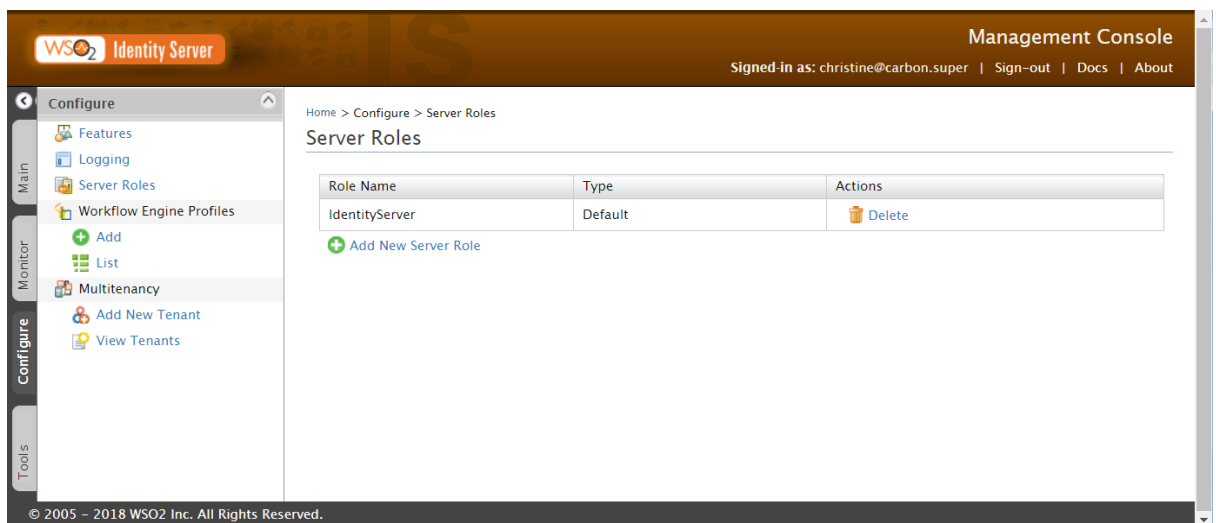 WSO2 Identity Server
Management Console
Signed-in as: christine@carbon.super | Sign-out | Docs | About
Main
Monitor
Configure
Tools
Configure
Features
Logging
Server Roles
Workflow Engine Profiles
Add
List
Multitenancy
Add New Tenant
View Tenants
Home > Configure > Server Roles
Server Roles
Role Name Type Actions
IdentityServer Default Delete
Add New Server Role
© 2005 - 2018 WSO2 Inc. All Rights Reserved.